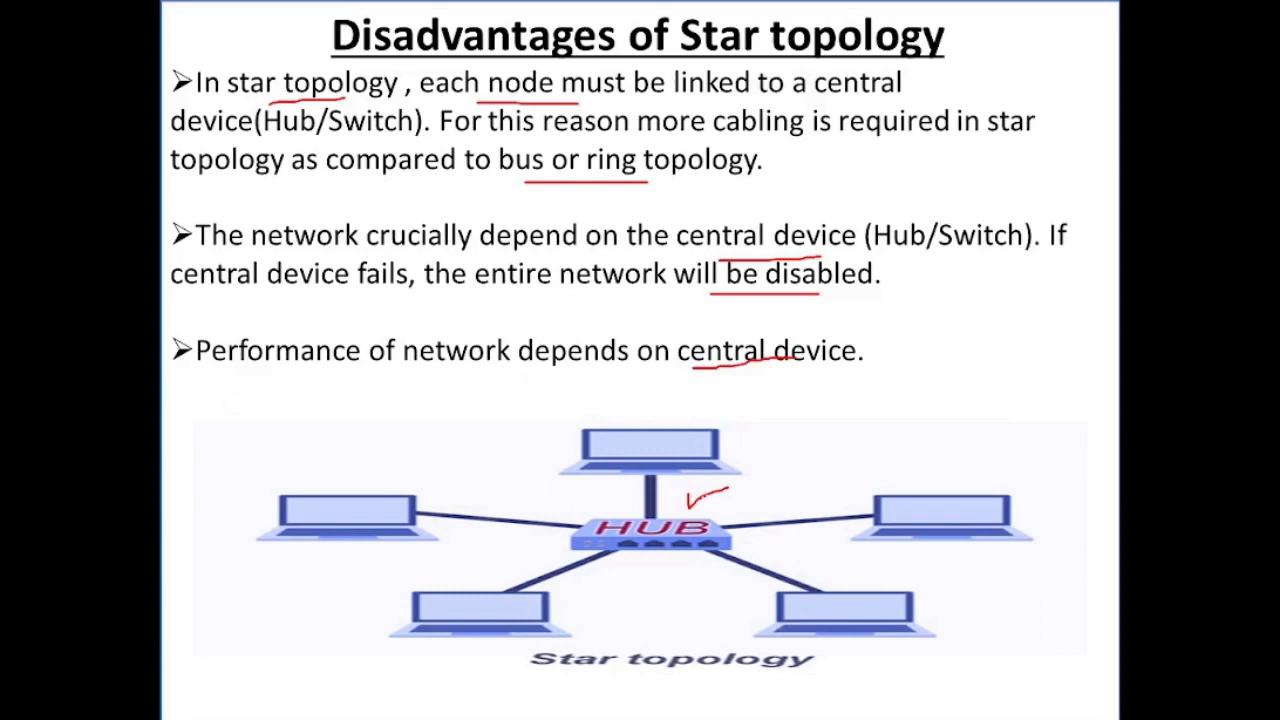 Disadvantages of Star topology
➢In star topology , each node must be linked to a central
device(Hub/Switch). For this reason more cabling is required in star
topology as compared to bus or ring topology.
➢The network crucially depend on the central device (Hub/Switch). If
central device fails, the entire network will be disabled.
➢Performance of network depends on central device.
HUB
Star topology